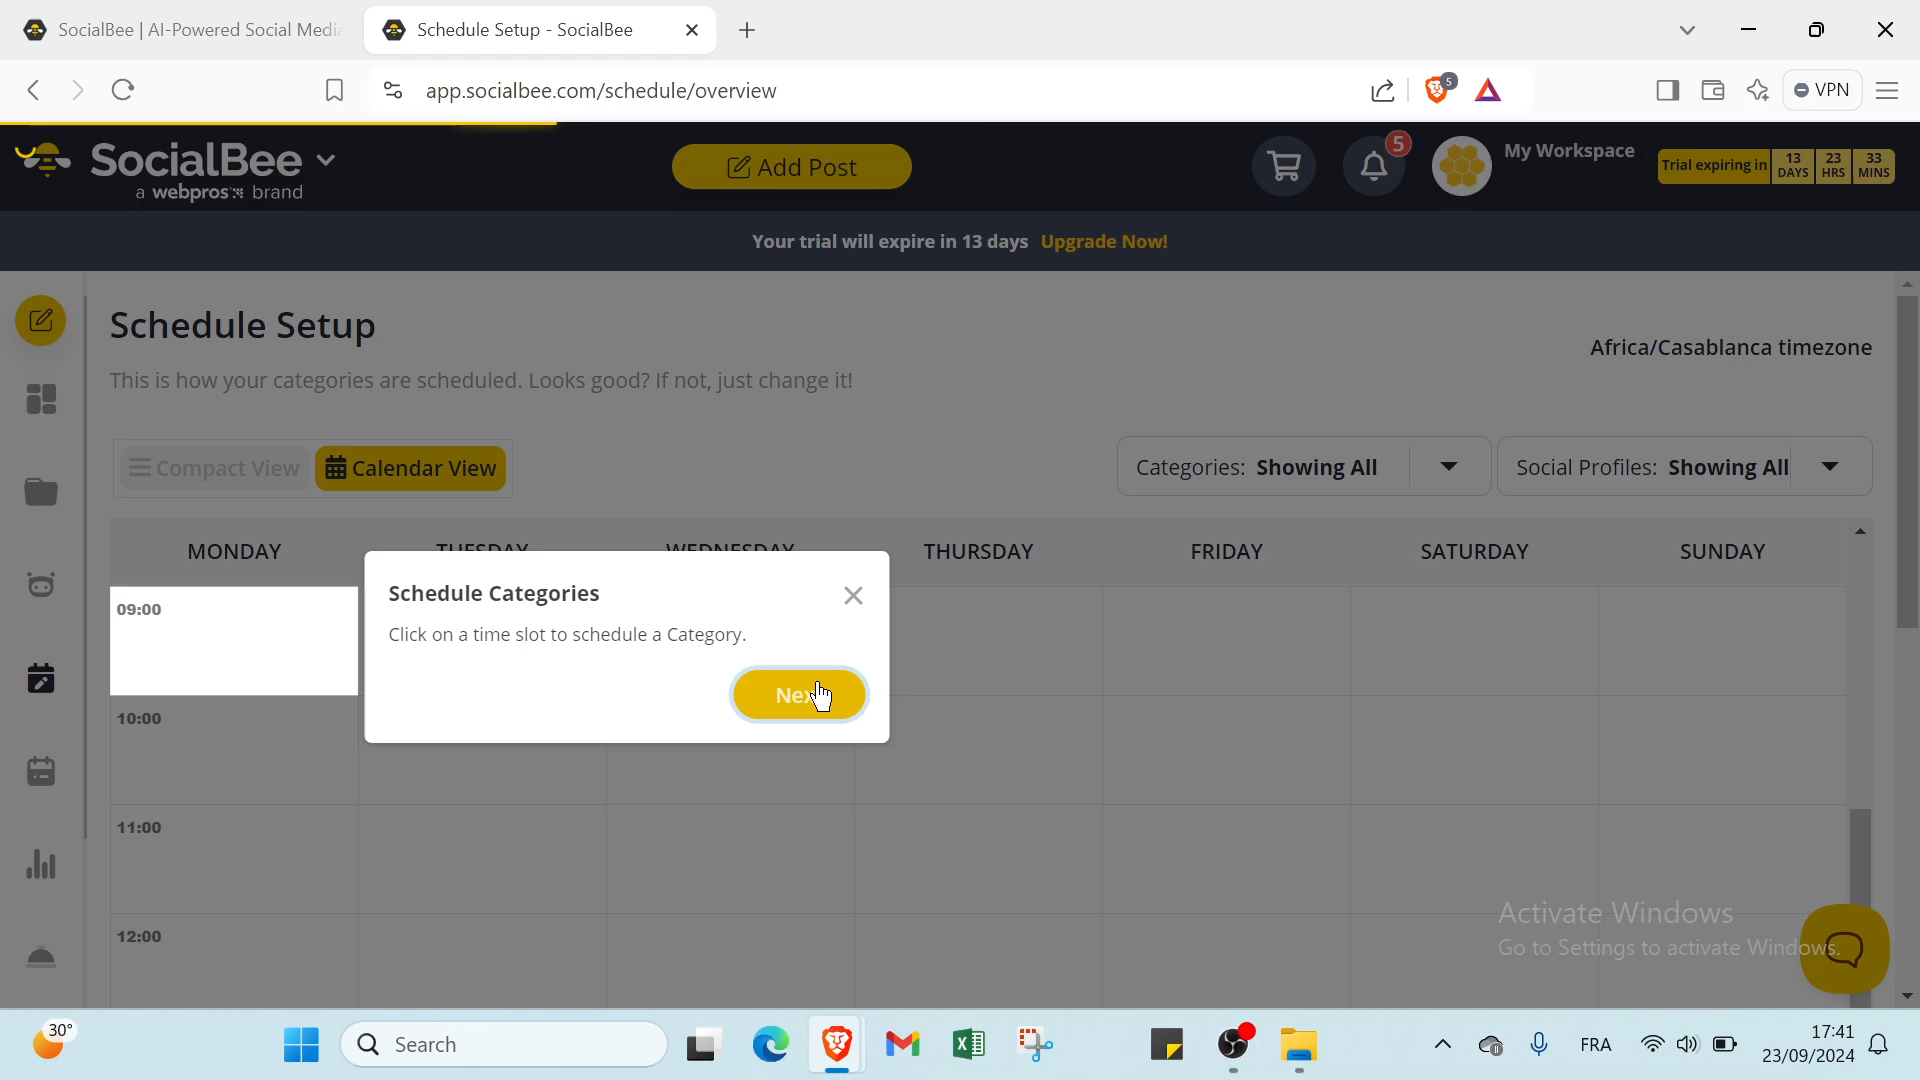 SocialBee | AI-Powered Social Media
Schedule Setup - SocialBee
app.socialbee.com/schedule/overview
5
VPN
SocialBee
a webpros brand
Add Post
5
My Workspace
Trial expiring in
13 DAYS
23 HRS
33 MINS
Your trial will expire in 13 days Upgrade Now!
Schedule Setup
Africa/Casablanca timezone
This is how your categories are scheduled. Looks good? If not, just change it!
Compact View
Calendar View
Categories: Showing All
Social Profiles: Showing All
MONDAY
TUESDAY
WEDNESDAY
THURSDAY
FRIDAY
SATURDAY
SUNDAY
09:00
Schedule Categories
Click on a time slot to schedule a Category.
Next
10:00
11:00
12:00
Activate Windows
Go to Settings to activate Windows.
30°
Search
FRA
17:41
23/09/2024